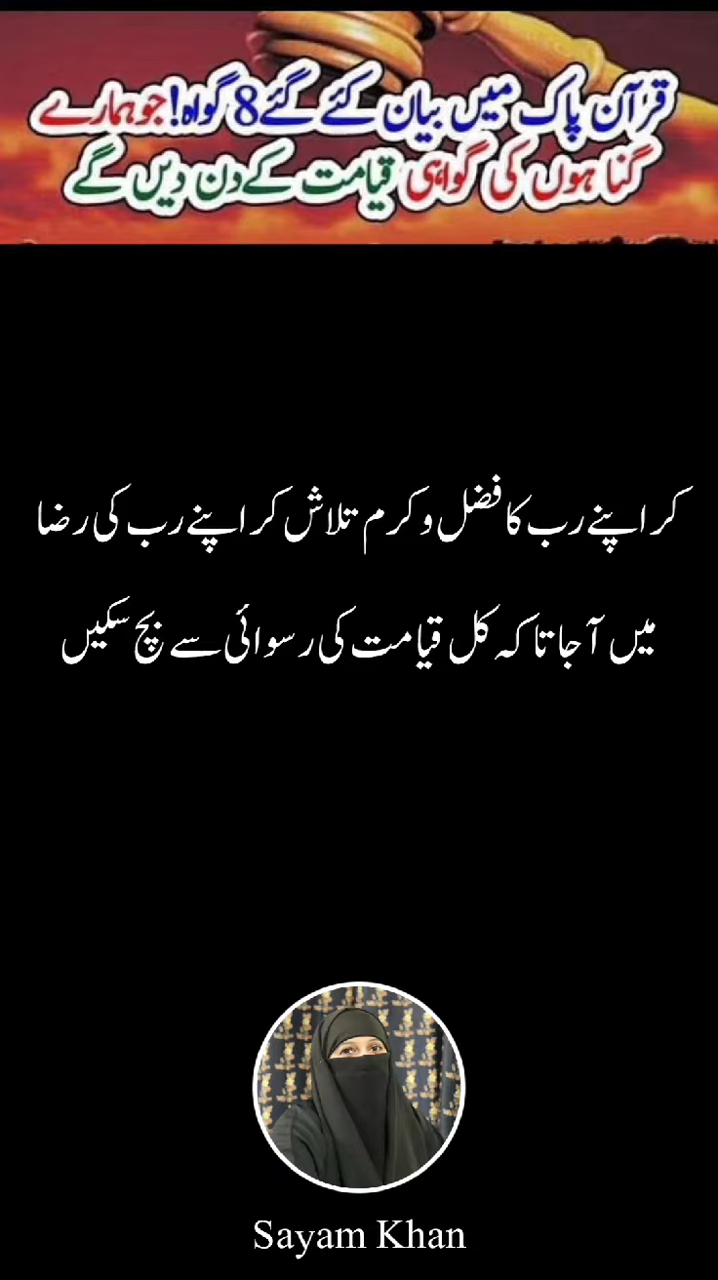 قرآن پاک میں بیان کئے گئے 8 گواہ! جو ہمارے
گناہوں کی گواہی قیامت کے دن دیں گے
کر اپنے رب کا فضل و کرم تلاش کر اپنے رب کی رضا
میں آ جا تاکہ کل قیامت کی رسوائی سے بچ سکیں
Sayam Khan